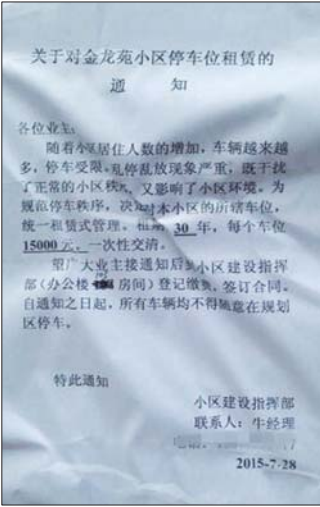 关于对金龙苑小区停车位租赁的
通 知
各位业主:
随着小区居住人数的增加，车辆越来越
多，停车受限，乱停乱放现象严重，既干扰
了正常的小区秩，又影响了小区环境。为
规范停车秩序，决定对本小区的所辖车位，
统一租赁式管理。租期 30 年，每个车位
15000 元，一次性交清。
望广大业主接通知后到小区建设指挥
部（办公楼 房间）登记缴费，签订合同。
自通知之日起，所有车辆均不得随意在规划
区停车。
特此通知
小区建设指挥部
联系人：牛经理
2015-7-28